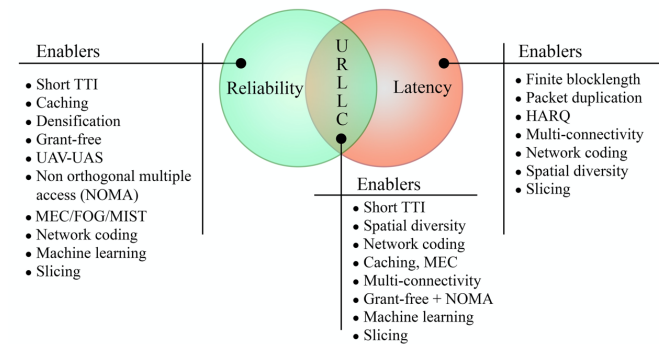 Enablers
• Short TTI
• Caching
• Densification
• Grant-free
• UAV-UAS
• Non orthogonal multiple
access (NOMA)
• MEC/FOG/MIST
• Network coding
• Machine learning
• Slicing
Reliability
U
R
L
L
C
Latency
Enablers
• Short TTI
• Spatial diversity
• Network coding
• Caching, MEC
• Multi-connectivity
• Grant-free + NOMA
• Machine learning
• Slicing
Enablers
• Finite blocklength
• Packet duplication
• HARQ
• Multi-connectivity
• Network coding
• Spatial diversity
• Slicing